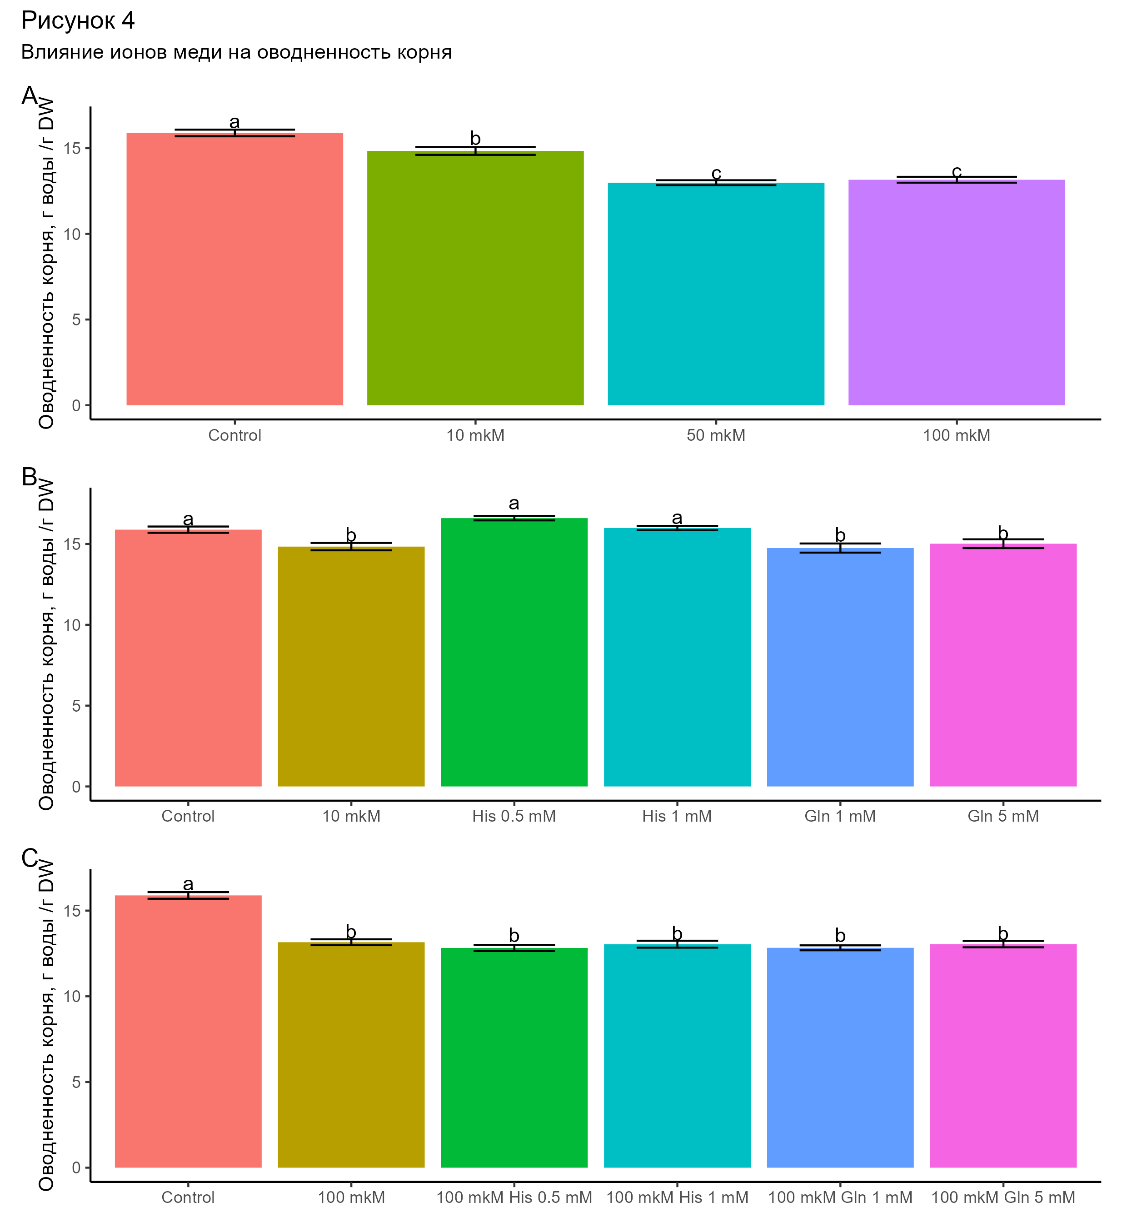 Рисунок 4
Влияние ионов меди на оводненность корня
A
Оводненность корня, г воды /г DW
15
10
5
0
a
b
c
c
Control
10 mkM
50 mkM
100 mkM
B
Оводненность корня, г воды /г DW
15
10
5
0
a
b
a
a
b
b
Control
10 mkM
His 0.5 mM
His 1 mM
Gln 1 mM
Gln 5 mM
C
Оводненность корня, г воды /г DW
15
10
5
0
a
b
b
b
b
b
Control
100 mkM
100 mkM His 0.5 mM
100 mkM His 1 mM
100 mkM Gln 1 mM
100 mkM Gln 5 mM